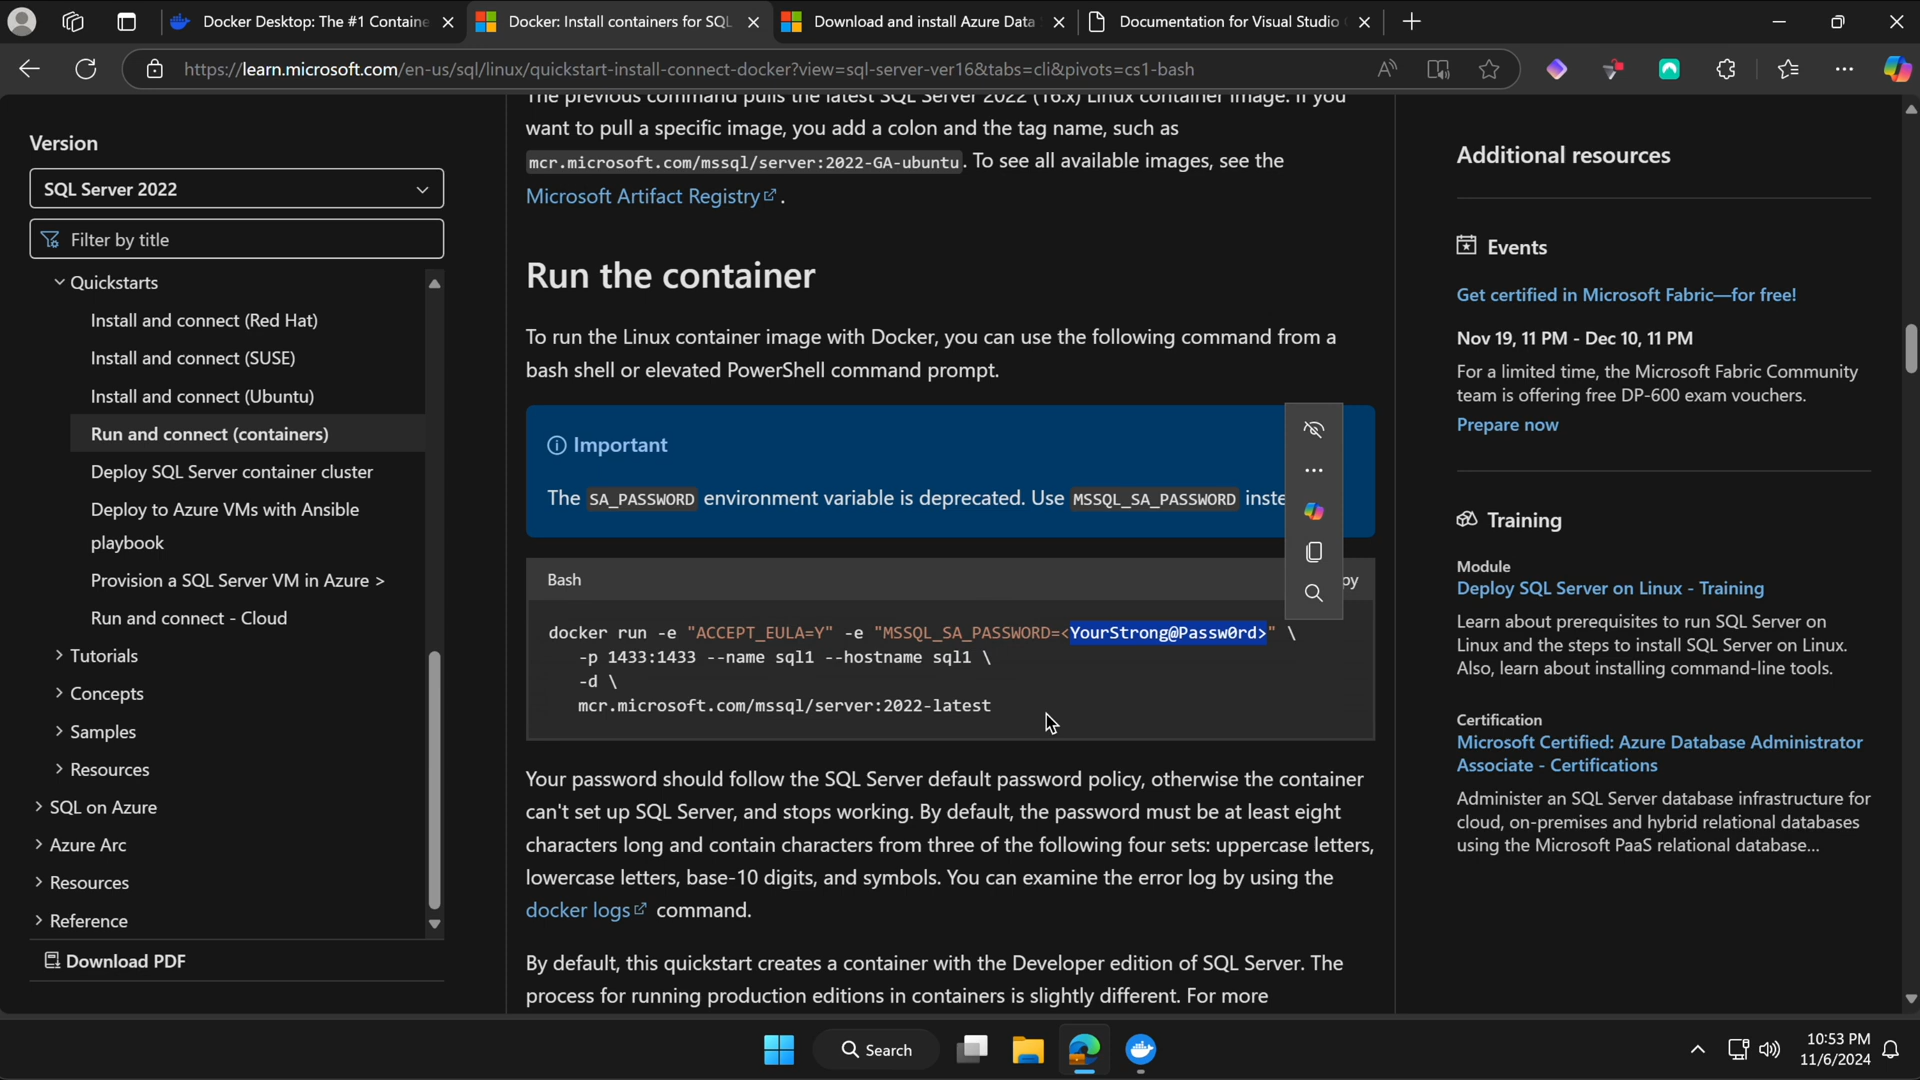 Docker Desktop: The #1 Containe
Docker: Install containers for SQL
Download and install Azure Data
Documentation for Visual Studio
https://learn.microsoft.com/en-us/sql/linux/quickstart-install-connect-docker?view=sql-server-ver16&tabs=cli&pivots=cs1-bash
Version
SQL Server 2022
Filter by title
Quickstarts
Install and connect (Red Hat)
Install and connect (SUSE)
Install and connect (Ubuntu)
Run and connect (containers)
Deploy SQL Server container cluster
Deploy to Azure VMs with Ansible
playbook
Provision a SQL Server VM in Azure >
Run and connect - Cloud
Tutorials
Concepts
Samples
Resources
SQL on Azure
Azure Arc
Resources
Reference
Download PDF
The previous command pulls the latest SQL Server 2022 (16.x) Linux container image. If you
want to pull a specific image, you add a colon and the tag name, such as
mcr.microsoft.com/mssql/server:2022-GA-ubuntu. To see all available images, see the
Microsoft Artifact Registry.
Run the container
To run the Linux container image with Docker, you can use the following command from a
bash shell or elevated PowerShell command prompt.
Important
The SA_PASSWORD environment variable is deprecated. Use MSSQL_SA_PASSWORD inste
Bash
py
docker run -e "ACCEPT_EULA=Y" -e "MSSQL_SA_PASSWORD=<YourStrong@Passw0rd>" \
-p 1433:1433 --name sql1 --hostname sql1 \
-d \
mcr.microsoft.com/mssql/server:2022-latest
Your password should follow the SQL Server default password policy, otherwise the container
can't set up SQL Server, and stops working. By default, the password must be at least eight
characters long and contain characters from three of the following four sets: uppercase letters,
lowercase letters, base-10 digits, and symbols. You can examine the error log by using the
docker logs command.
By default, this quickstart creates a container with the Developer edition of SQL Server. The
process for running production editions in containers is slightly different. For more
Additional resources
Events
Get certified in Microsoft Fabric—for free!
Nov 19, 11 PM - Dec 10, 11 PM
For a limited time, the Microsoft Fabric Community
team is offering free DP-600 exam vouchers.
Prepare now
Training
Module
Deploy SQL Server on Linux - Training
Learn about prerequisites to run SQL Server on
Linux and the steps to install SQL Server on Linux.
Also, learn about installing command-line tools.
Certification
Microsoft Certified: Azure Database Administrator
Associate - Certifications
Administer an SQL Server database infrastructure for
cloud, on-premises and hybrid relational databases
using the Microsoft PaaS relational database...
Search
10:53 PM
11/6/2024